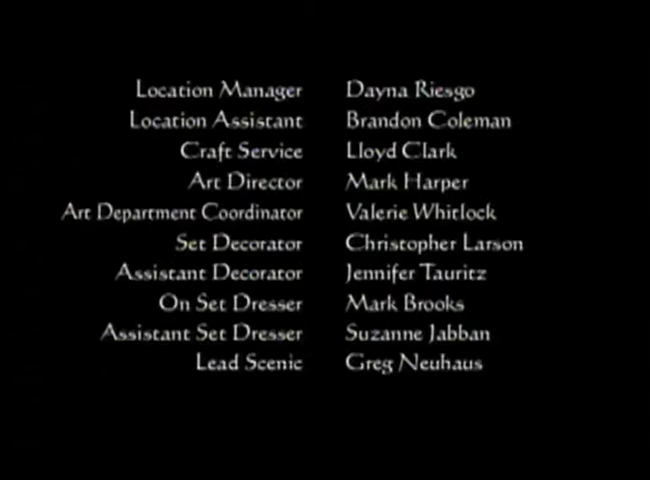 Location Manager Dayna Riesgo
Location Assistant Brandon Coleman
Craft Service Lloyd Clark
Art Director Mark Harper
Art Department Coordinator Valerie Whitlock
Set Decorator Christopher Larson
Assistant Decorator Jennifer Tauritz
On Set Dresser Mark Brooks
Assistant Set Dresser Suzanne Jabban
Lead Scenic Greg Neuhaus